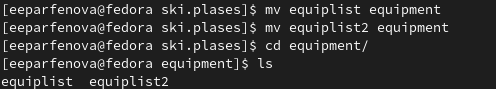 [eeparfenova@fedora ski.plases]$ mv equiplist equipment
[eeparfenova@fedora ski.plases]$ mv equiplist2 equipment
[eeparfenova@fedora ski.plases]$ cd equipment/
[eeparfenova@fedora equipment]$ ls
equiplist  equiplist2